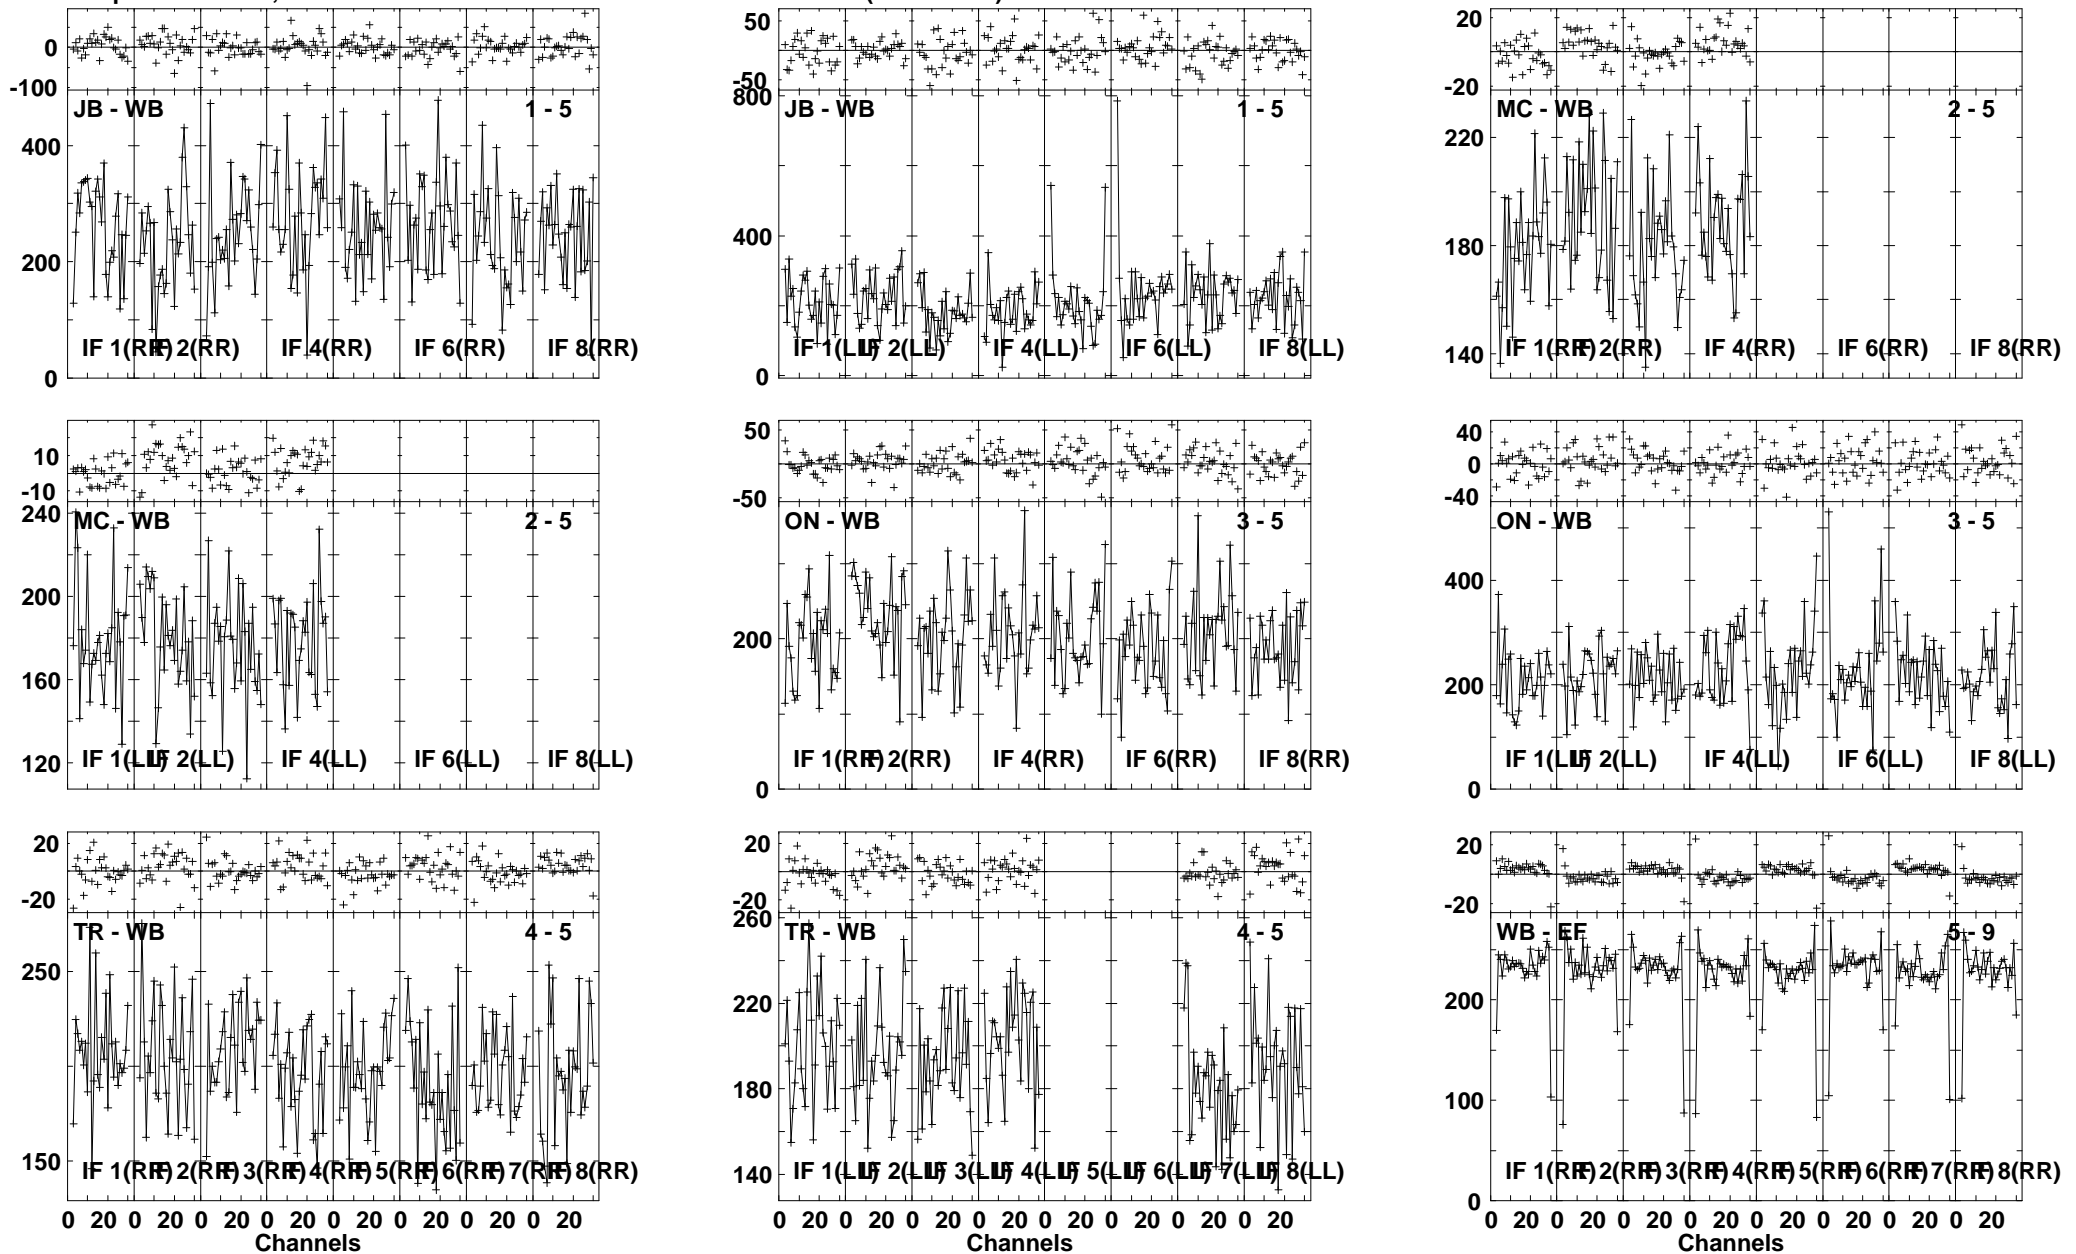 0
-100
JB - WB 1 - 5
400
200
0
IF 1(RR) IF 2(RR) IF 4(RR) IF 6(RR) IF 8(RR)
50
-50
800
JB - WB 1 - 5
400
0
IF 1(LL) IF 2(LL) IF 4(LL) IF 6(LL) IF 8(LL)
20
-20
MC - WB 2 - 5
220
180
140
IF 1(RR) IF 2(RR) IF 4(RR) IF 6(RR) IF 8(RR)
10
-10
240
MC - WB 2 - 5
200
160
120
IF 1(LL) IF 2(LL) IF 4(LL) IF 6(LL) IF 8(LL)
50
-50
ON - WB 3 - 5
200
0
IF 1(RR) IF 2(RR) IF 4(RR) IF 6(RR) IF 8(RR)
40
0
-40
ON - WB 3 - 5
400
200
0
IF 1(LL) IF 2(LL) IF 4(LL) IF 6(LL) IF 8(LL)
20
-20
TR - WB 4 - 5
250
150
IF 1(RR) IF 2(RR) IF 3(RR) IF 4(RR) IF 5(RR) IF 6(RR) IF 7(RR) IF 8(RR)
0 20 0 20 0 20 0 20 0 20 0 20 0 20 0 20
Channels
20
-20
260
TR - WB 4 - 5
220
180
140
IF 1(LL) IF 2(LL) IF 3(LL) IF 4(LL) IF 5(LL) IF 6(LL) IF 7(LL) IF 8(LL)
0 20 0 20 0 20 0 20 0 20 0 20 0 20 0 20
Channels
20
-20
WB - EF 5 - 9
200
100
0
IF 1(RR) IF 2(RR) IF 3(RR) IF 4(RR) IF 5(RR) IF 6(RR) IF 7(RR) IF 8(RR)
0 20 0 20 0 20 0 20 0 20 0 20 0 20 0 20
Channels